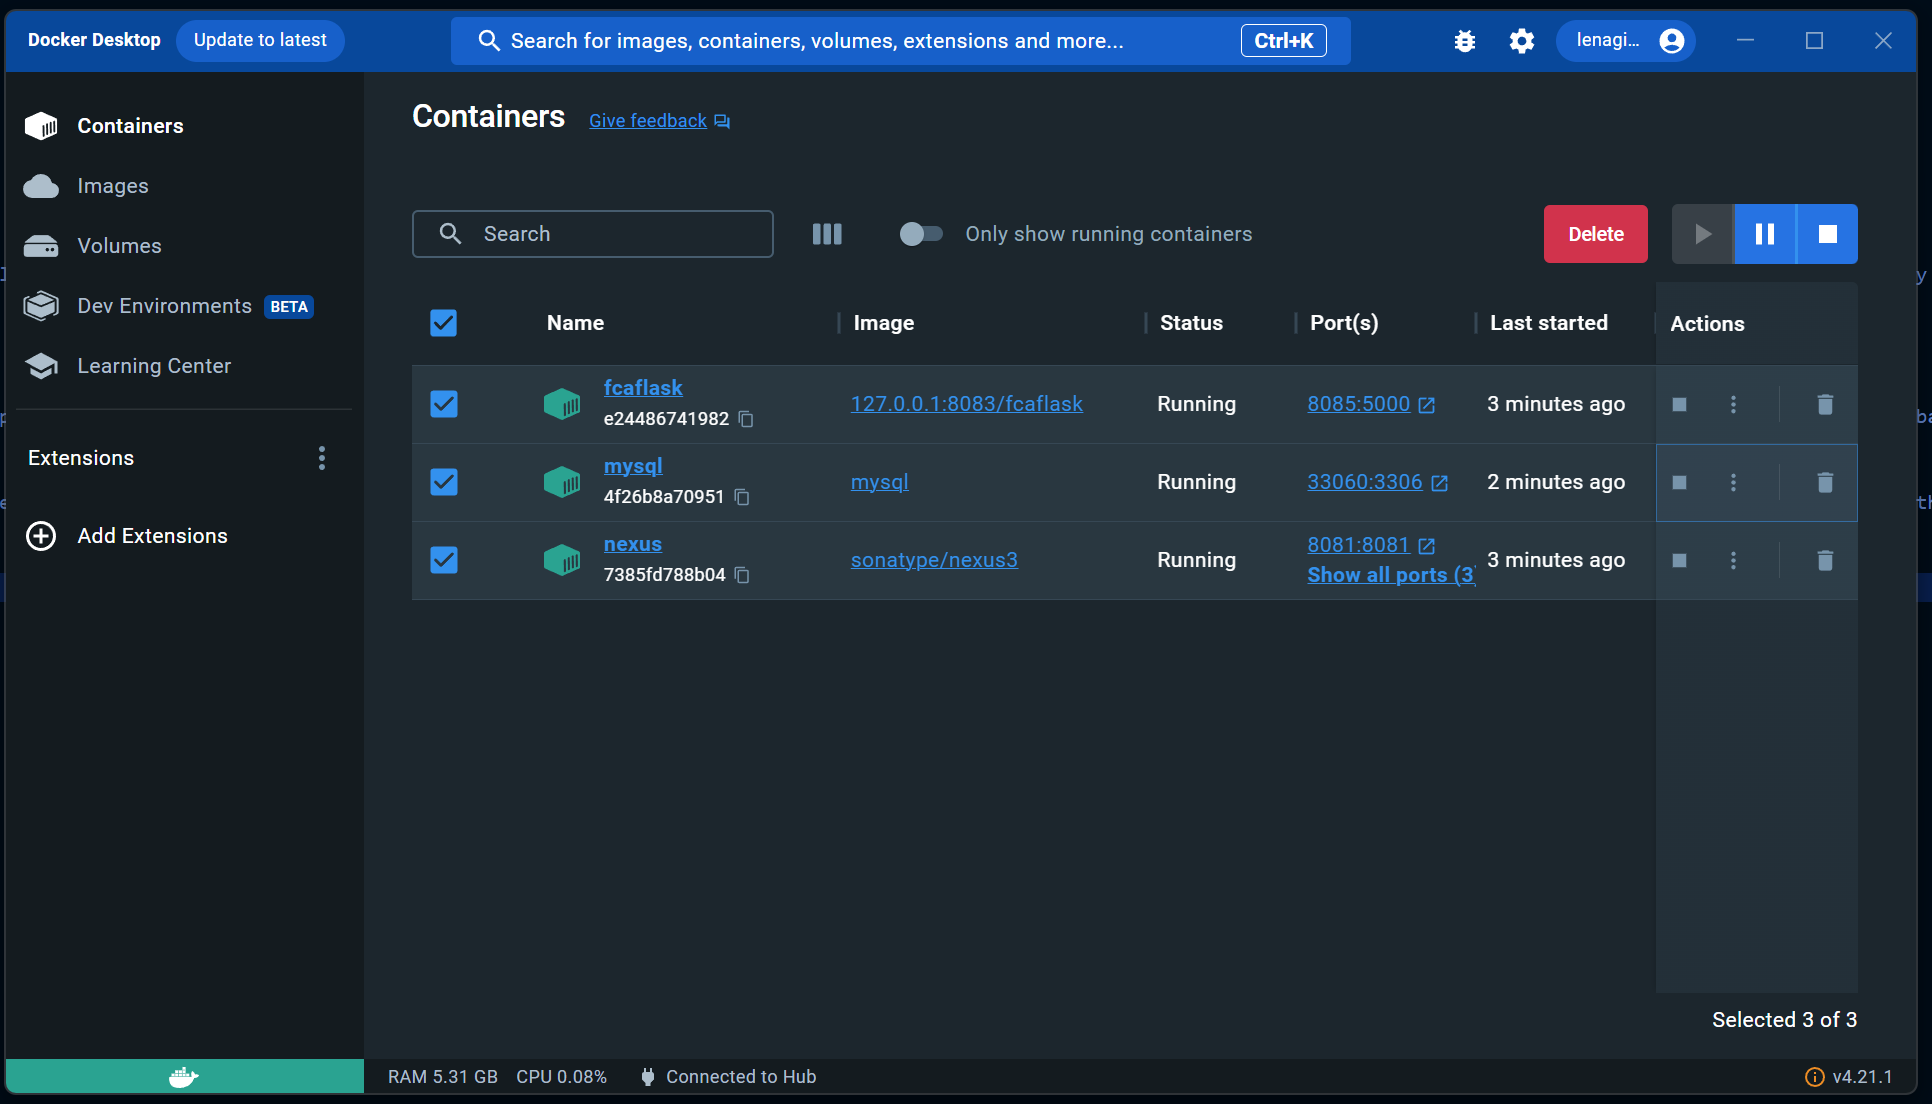 Docker Desktop Update to latest Search for images, containers, volumes, extensions and more... Ctrl+K lenagi...
Containers
Images
Volumes
Dev Environments BETA
Learning Center
Extensions
Add Extensions
Containers Give feedback
Search Only show running containers Delete
Name Image Status Port(s) Last started Actions
fcaflask
e24486741982 127.0.0.1:8083/fcaflask Running 8085:5000 3 minutes ago
mysql
4f26b8a70951 mysql Running 33060:3306 2 minutes ago
nexus
7385fd788b04 sonatype/nexus3 Running 8081:8081 3 minutes ago
Show all ports (3
Selected 3 of 3
RAM 5.31 GB CPU 0.08% Connected to Hub v4.21.1